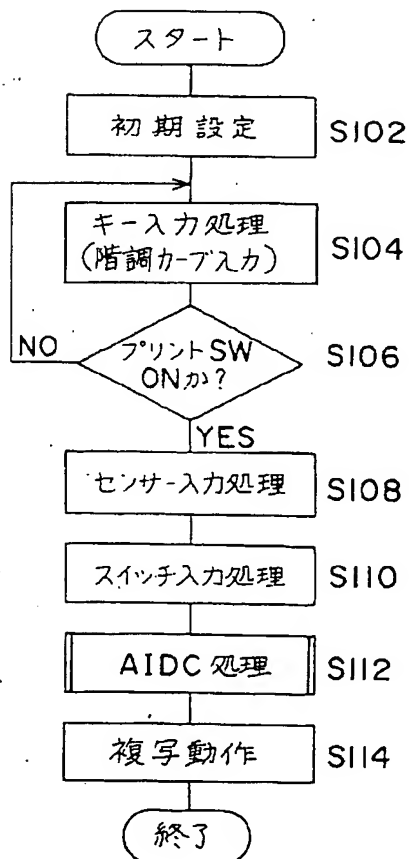 スタート
初期設定 S102
キー入力処理
(階調カーブ入力) S104
NO
プリントSW
ONか? S106
YES
センサー入力処理 S108
スイッチ入力処理 S110
AIDC処理 S112
複写動作 S114
終了